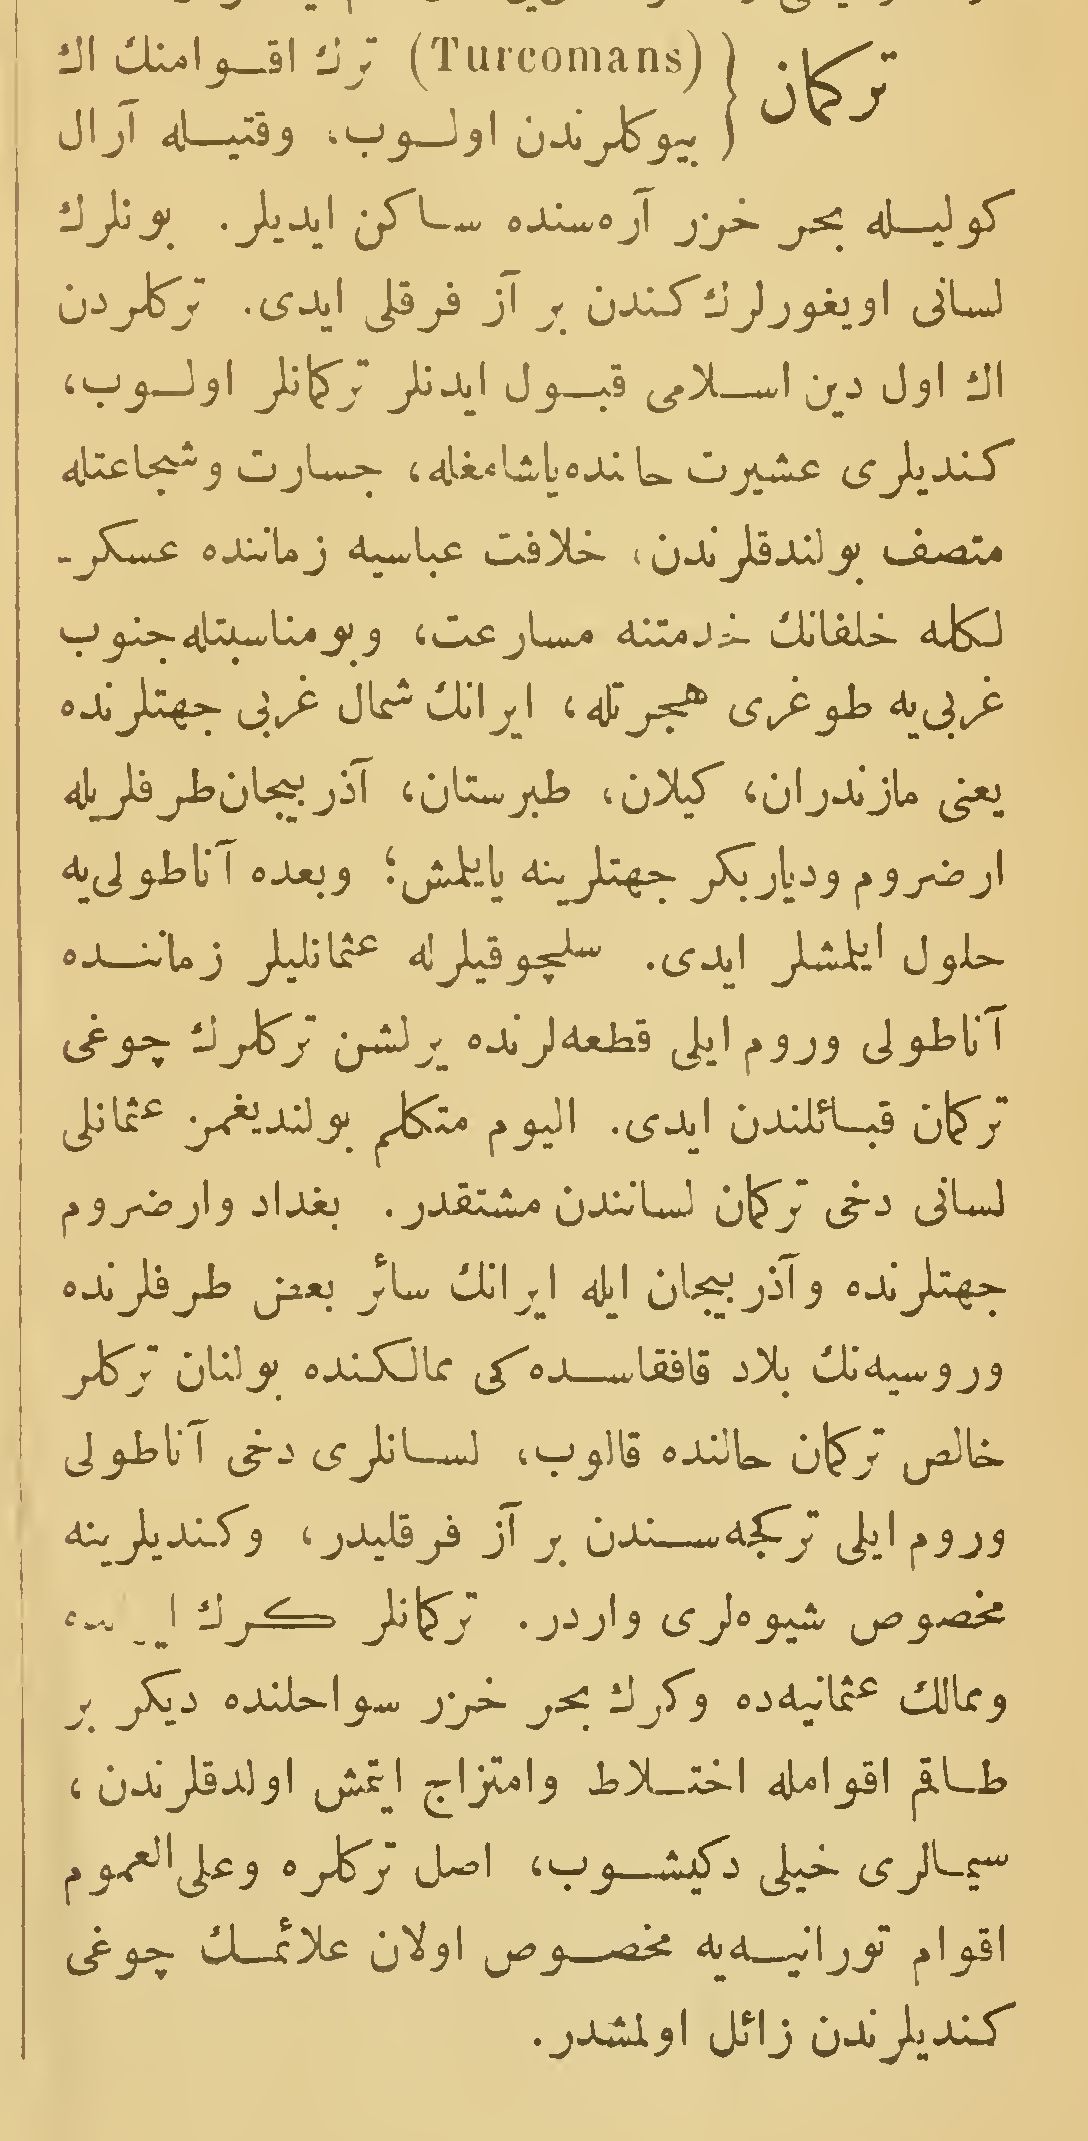 تركمان { (Turcomans) ترك اقوامنك اك
بيوكلرندن اولوب، وقتيله آرال
كوليله بحر خزر آره‌سنده ساكن ايديلر. بونلرك
لسانى اويغورلرك‌كندن بر آز فرقلى ايدى. تركلردن
اك اول دين اسلامى قبول ايدنلر تركمانلر اولوب،
كنديلرى عشيرت حالنده ياشامغله، جسارت وشجاعتله
متصف بولندقلرندن، خلافت عباسيه زماننده عسكر-
لكله خلفانك خدمتنه مسارعت، وبو مناسبتله جنوب
غربى‌يه طوغرى هجرتله، ايرانك شمال غربى جهتلرنده
يعنى مازندران، كيلان، طبرستان، آذربيجان طرفلريله
ارضروم ودياربكر جهتلرينه يايلمش؛ وبعده آناطولى‌يه
حلول ايلمشلر ايدى. سلچوقيلرله عثمانليلر زماننده
آناطولى وروم ايلى قطعه‌لرنده يرلشن تركلرك چوغى
تركمان قبائلندن ايدى. اليوم متكلم بولنديغمز عثمانلى
لسانى دخى تركمان لسانندن مشتقدر. بغداد وارضروم
جهتلرنده وآذربيجان ايله ايرانك سائر بعض طرفلرنده
وروسيه‌نك بلاد قافقاسده‌كى ممالكنده بولنان تركلر
خالص تركمان حالنده قالوب، لسانلرى دخى آناطولى
وروم ايلى تركجه‌سندن بر آز فرقليدر، وكنديلرينه
مخصوص شيوه‌لرى واردر. تركمانلر كرك
وممالك عثمانيه‌ده وكرك بحر خزر سواحلنده ديكر بر
طاقم اقوامله اختلاط وامتزاج ايتمش اولدقلرندن،
سيمالرى خيلى دكيشوب، اصل تركلره وعلى‌العموم
اقوام تورانيه‌يه مخصوص اولان علائمك چوغى
كنديلرندن زائل اولمشدر.